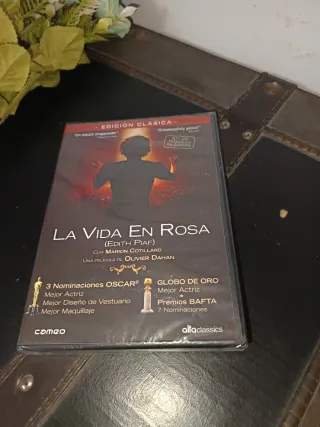 - EDICIÓN CLÁSICA -
LA VIDA EN ROSA
(EDITH PIAF)
CON MARION COTILLARD
UNA PELÍCULA DE OLIVIER DAHAN
3 Nominaciones OSCAR®
Mejor Actriz
Mejor Diseño de Vestuario
Mejor Maquillaje
GLOBO DE ORO
Mejor Actriz
Premios BAFTA
7 Nominaciones
cameo
altaclassics